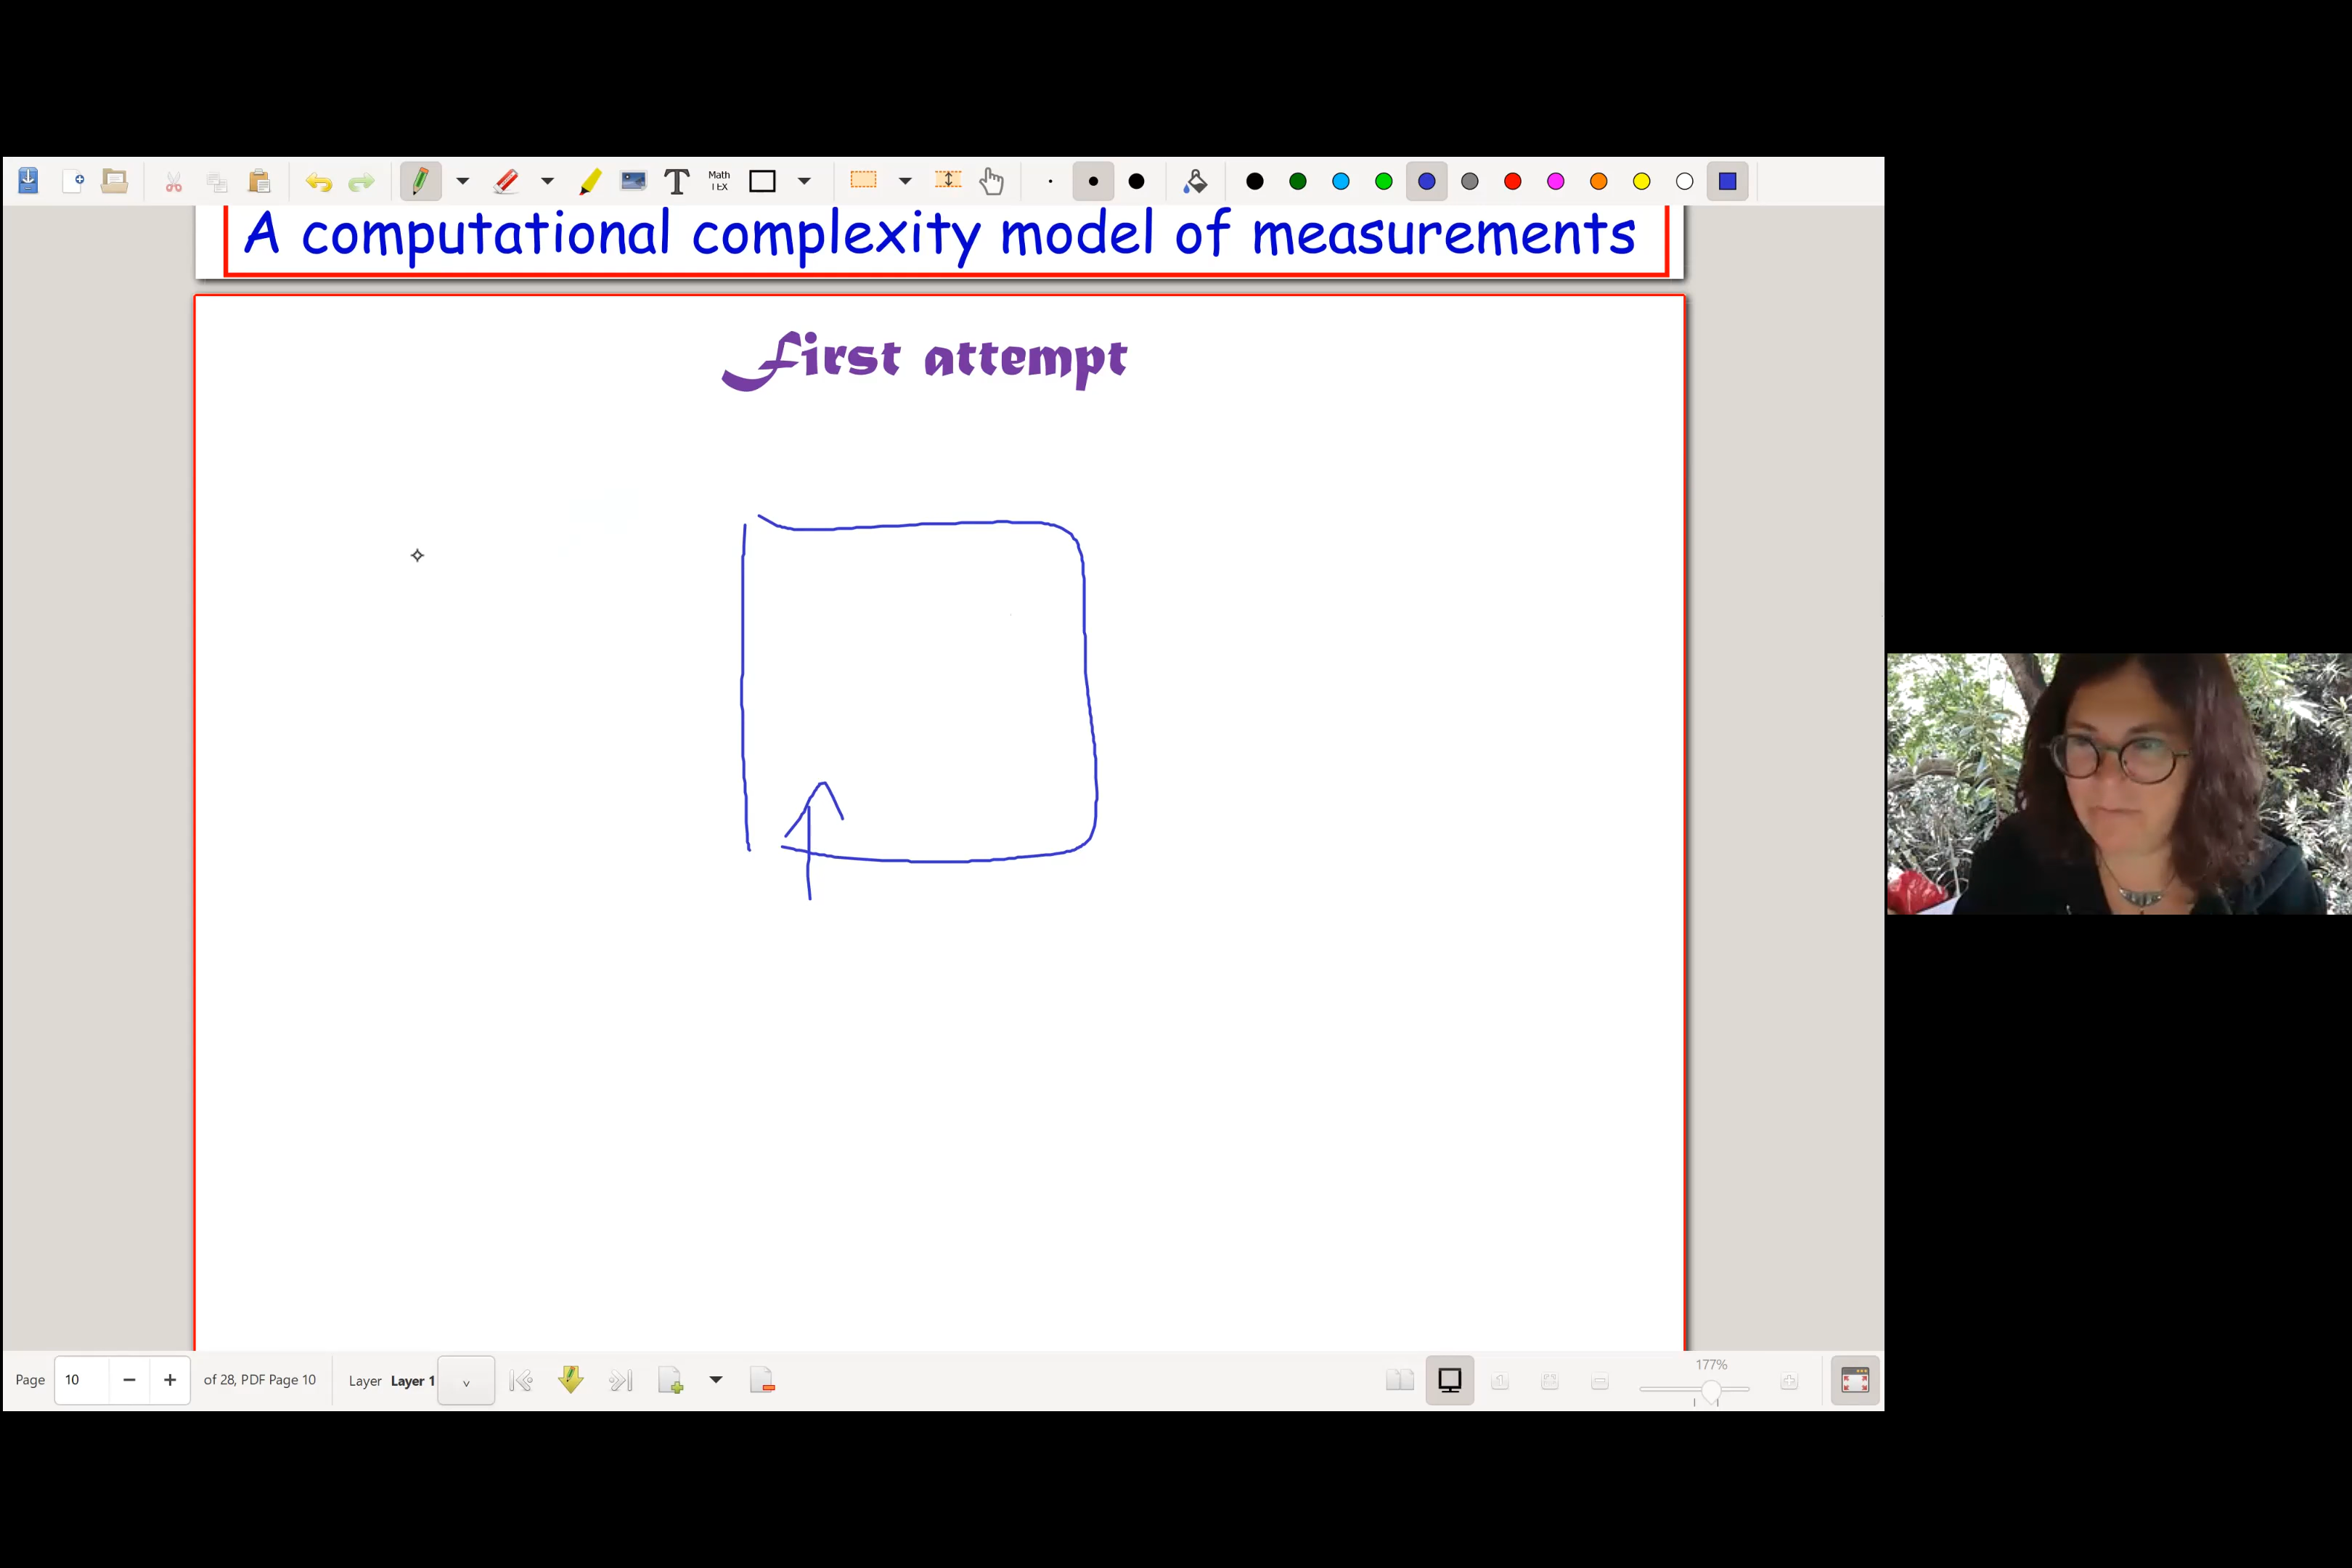 Math
TEX
A computational complexity model of measurements
First attempt
177%
Page 10 of 28, PDF Page 10 Layer Layer 1